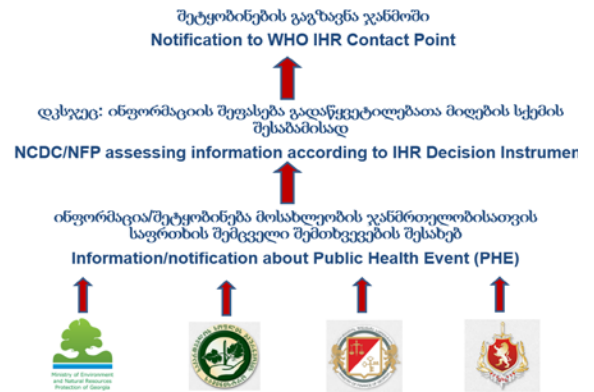 შეტყობინების გაგზავნა ჯანმოში
Notification to WHO IHR Contact Point
დკსჯეც: ინფორმაციის შეფასება გადაწყვეტილებათა მიღების სქემის
შესაბამისად
NCDC/NFP assessing information according to IHR Decision Instrumen
ინფორმაცია/შეტყობინება მოსახლეობის ჯანმრთელობისათვის
საფრთხის შემცველი შემთხვევების შესახებ
Information/notification about Public Health Event (PHE)
Ministry of Environment
and Natural Resources
Protection of Georgia